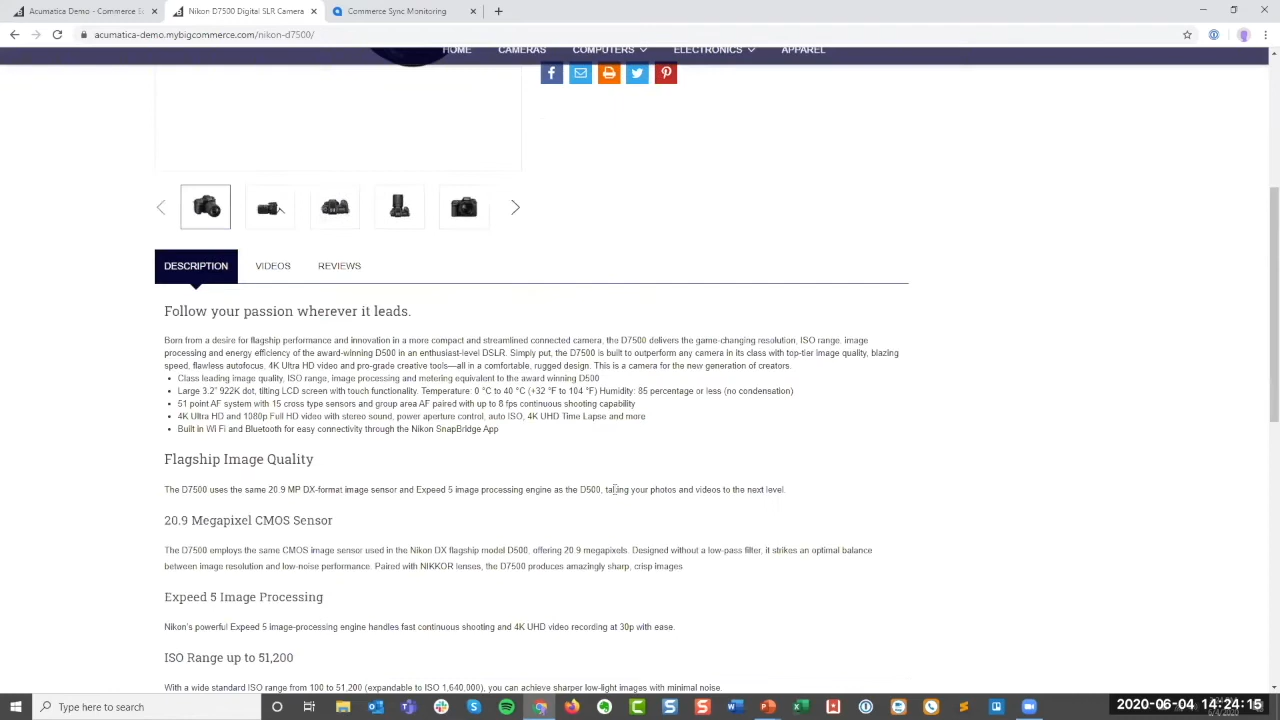 Acumatica Demo - Commerce S
Nikon D7500 Digital SLR Camera
Commerce Sync Monitoring
acumatica-demo.mybigcommerce.com/nikon-d7500/
HOME CAMERAS COMPUTERS ELECTRONICS APPAREL
DESCRIPTION VIDEOS REVIEWS
Follow your passion wherever it leads.
Born from a desire for flagship performance and innovation in a more compact and streamlined connected camera, the D7500 delivers the game-changing resolution, ISO range, image
processing and energy efficiency of the award-winning D500 in an enthusiast-level DSLR. Simply put, the D7500 is built to outperform any camera in its class with top-tier image quality, blazing
speed, flawless autofocus, 4K Ultra HD video and pro-grade creative tools—all in a comfortable, rugged design. This is a camera for the new generation of creators.
• Class leading image quality, ISO range, image processing and metering equivalent to the award winning D500
• Large 3.2” 922K dot, tilting LCD screen with touch functionality. Temperature: 0 °C to 40 °C (+32 °F to 104 °F) Humidity: 85 percentage or less (no condensation)
• 51 point AF system with 15 cross type sensors and group area AF paired with up to 8 fps continuous shooting capability
• 4K Ultra HD and 1080p Full HD video with stereo sound, power aperture control, auto ISO, 4K UHD Time Lapse and more
• Built in Wi Fi and Bluetooth for easy connectivity through the Nikon SnapBridge App
Flagship Image Quality
The D7500 uses the same 20.9 MP DX-format image sensor and Expeed 5 image processing engine as the D500, taking your photos and videos to the next level.
20.9 Megapixel CMOS Sensor
The D7500 employs the same CMOS image sensor used in the Nikon DX flagship model D500, offering 20.9 megapixels. Designed without a low-pass filter, it strikes an optimal balance
between image resolution and low-noise performance. Paired with NIKKOR lenses, the D7500 produces amazingly sharp, crisp images
Expeed 5 Image Processing
Nikon's powerful Expeed 5 image-processing engine handles fast continuous shooting and 4K UHD video recording at 30p with ease.
ISO Range up to 51,200
With a wide standard ISO range from 100 to 51,200 (expandable to ISO 1,640,000), you can achieve sharper low-light images with minimal noise.
Type here to search
2020-06-04 14:24:15